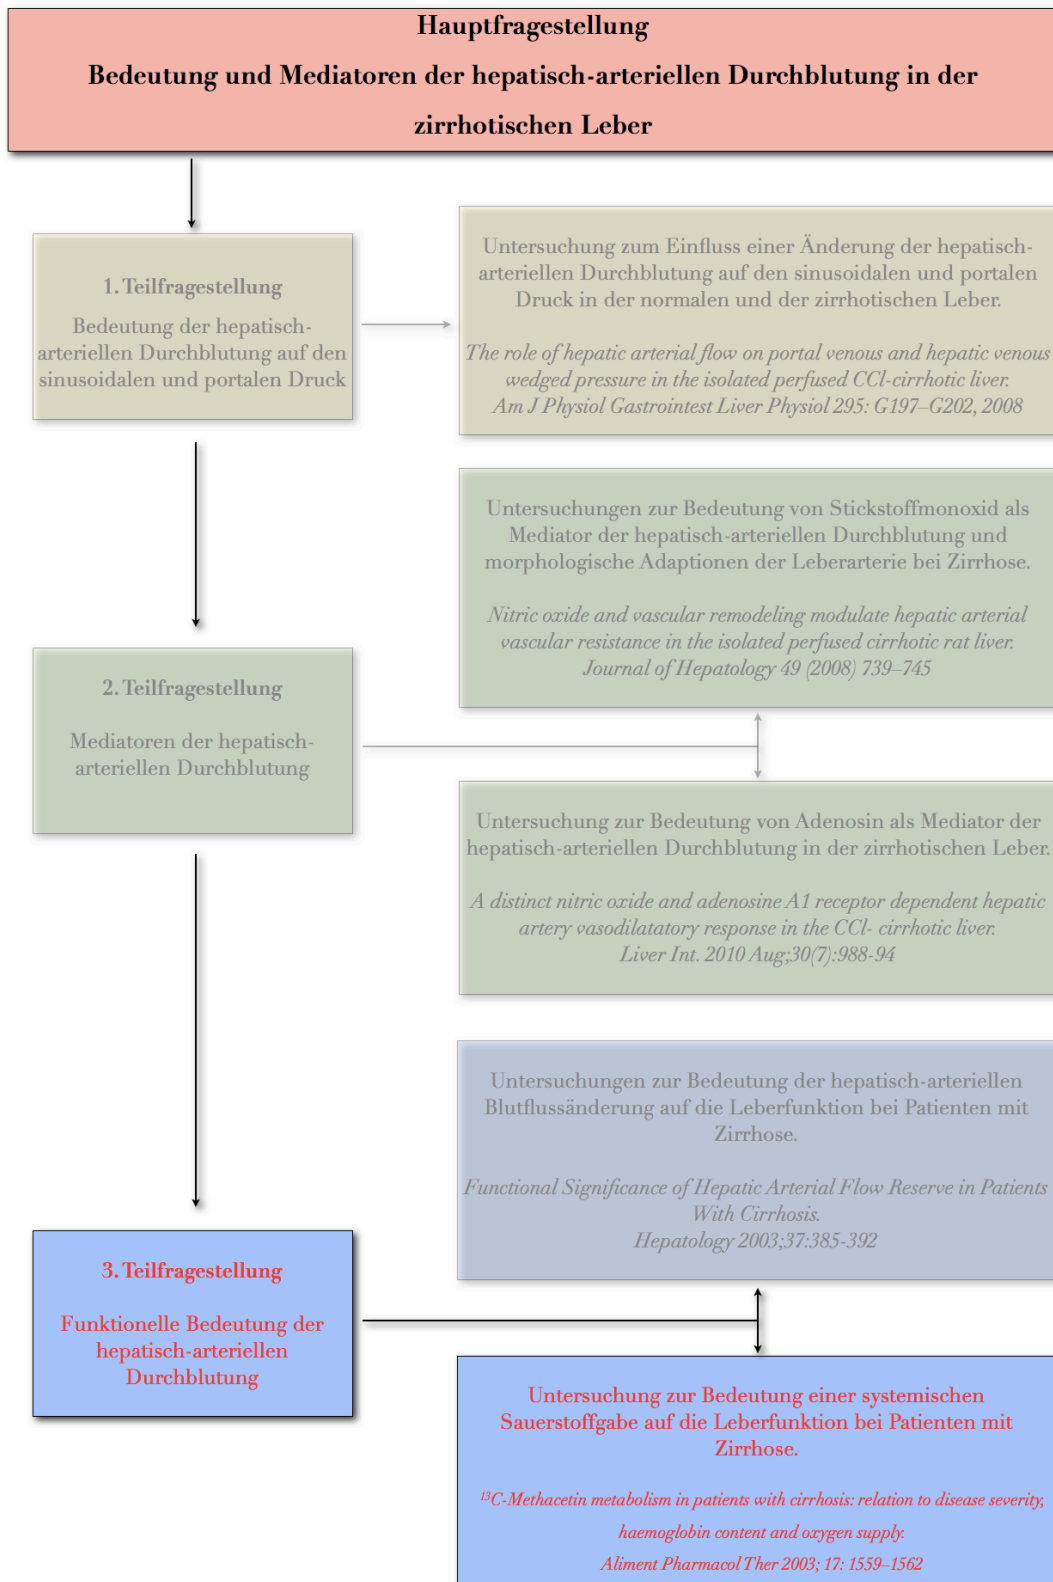 Hauptfragestellung
Bedeutung und Mediatoren der hepatisch-arteriellen Durchblutung in der
zirrhotischen Leber
1. Teilfragestellung
Bedeutung der hepatisch-
arteriellen Durchblutung auf den
sinusoidalen und portalen Druck
Untersuchung zum Einfluss einer Änderung der hepatisch-
arteriellen Durchblutung auf den sinusoidalen und portalen
Druck in der normalen und der zirrhotischen Leber.
The role of hepatic arterial flow on portal venous and hepatic venous
wedged pressure in the isolated perfused CCl-cirrhotic liver.
Am J Physiol Gastrointest Liver Physiol 295: G197–G202, 2008
Untersuchungen zur Bedeutung von Stickstoffmonoxid als
Mediator der hepatisch-arteriellen Durchblutung und
morphologische Adaptionen der Leberarterie bei Zirrhose.
Nitric oxide and vascular remodeling modulate hepatic arterial
vascular resistance in the isolated perfused cirrhotic rat liver.
Journal of Hepatology 49 (2008) 739–745
2. Teilfragestellung
Mediatoren der hepatisch-
arteriellen Durchblutung
Untersuchung zur Bedeutung von Adenosin als Mediator der
hepatisch-arteriellen Durchblutung in der zirrhotischen Leber.
A distinct nitric oxide and adenosine A1 receptor dependent hepatic
artery vasodilatatory response in the CCl- cirrhotic liver.
Liver Int. 2010 Aug;30(7):988-94
Untersuchungen zur Bedeutung der hepatisch-arteriellen
Blutflussänderung auf die Leberfunktion bei Patienten mit
Zirrhose.
Functional Significance of Hepatic Arterial Flow Reserve in Patients
With Cirrhosis.
Hepatology 2003;37:385-392
3. Teilfragestellung
Funktionelle Bedeutung der
hepatisch-arteriellen
Durchblutung
Untersuchung zur Bedeutung einer systemischen
Sauerstoffgabe auf die Leberfunktion bei Patienten mit
Zirrhose.
¹³C-Methacetin metabolism in patients with cirrhosis: relation to disease severity,
haemoglobin content and oxygen supply.
Aliment Pharmacol Ther 2003; 17: 1559–1562